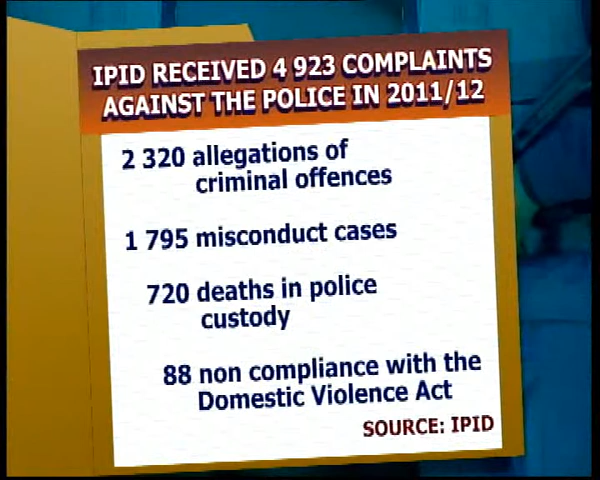 IPID RECEIVED 4 923 COMPLAINTS
AGAINST THE POLICE IN 2011/12
2 320 allegations of
criminal offences
1 795 misconduct cases
720 deaths in police
custody
88 non compliance with the
Domestic Violence Act
SOURCE: IPID